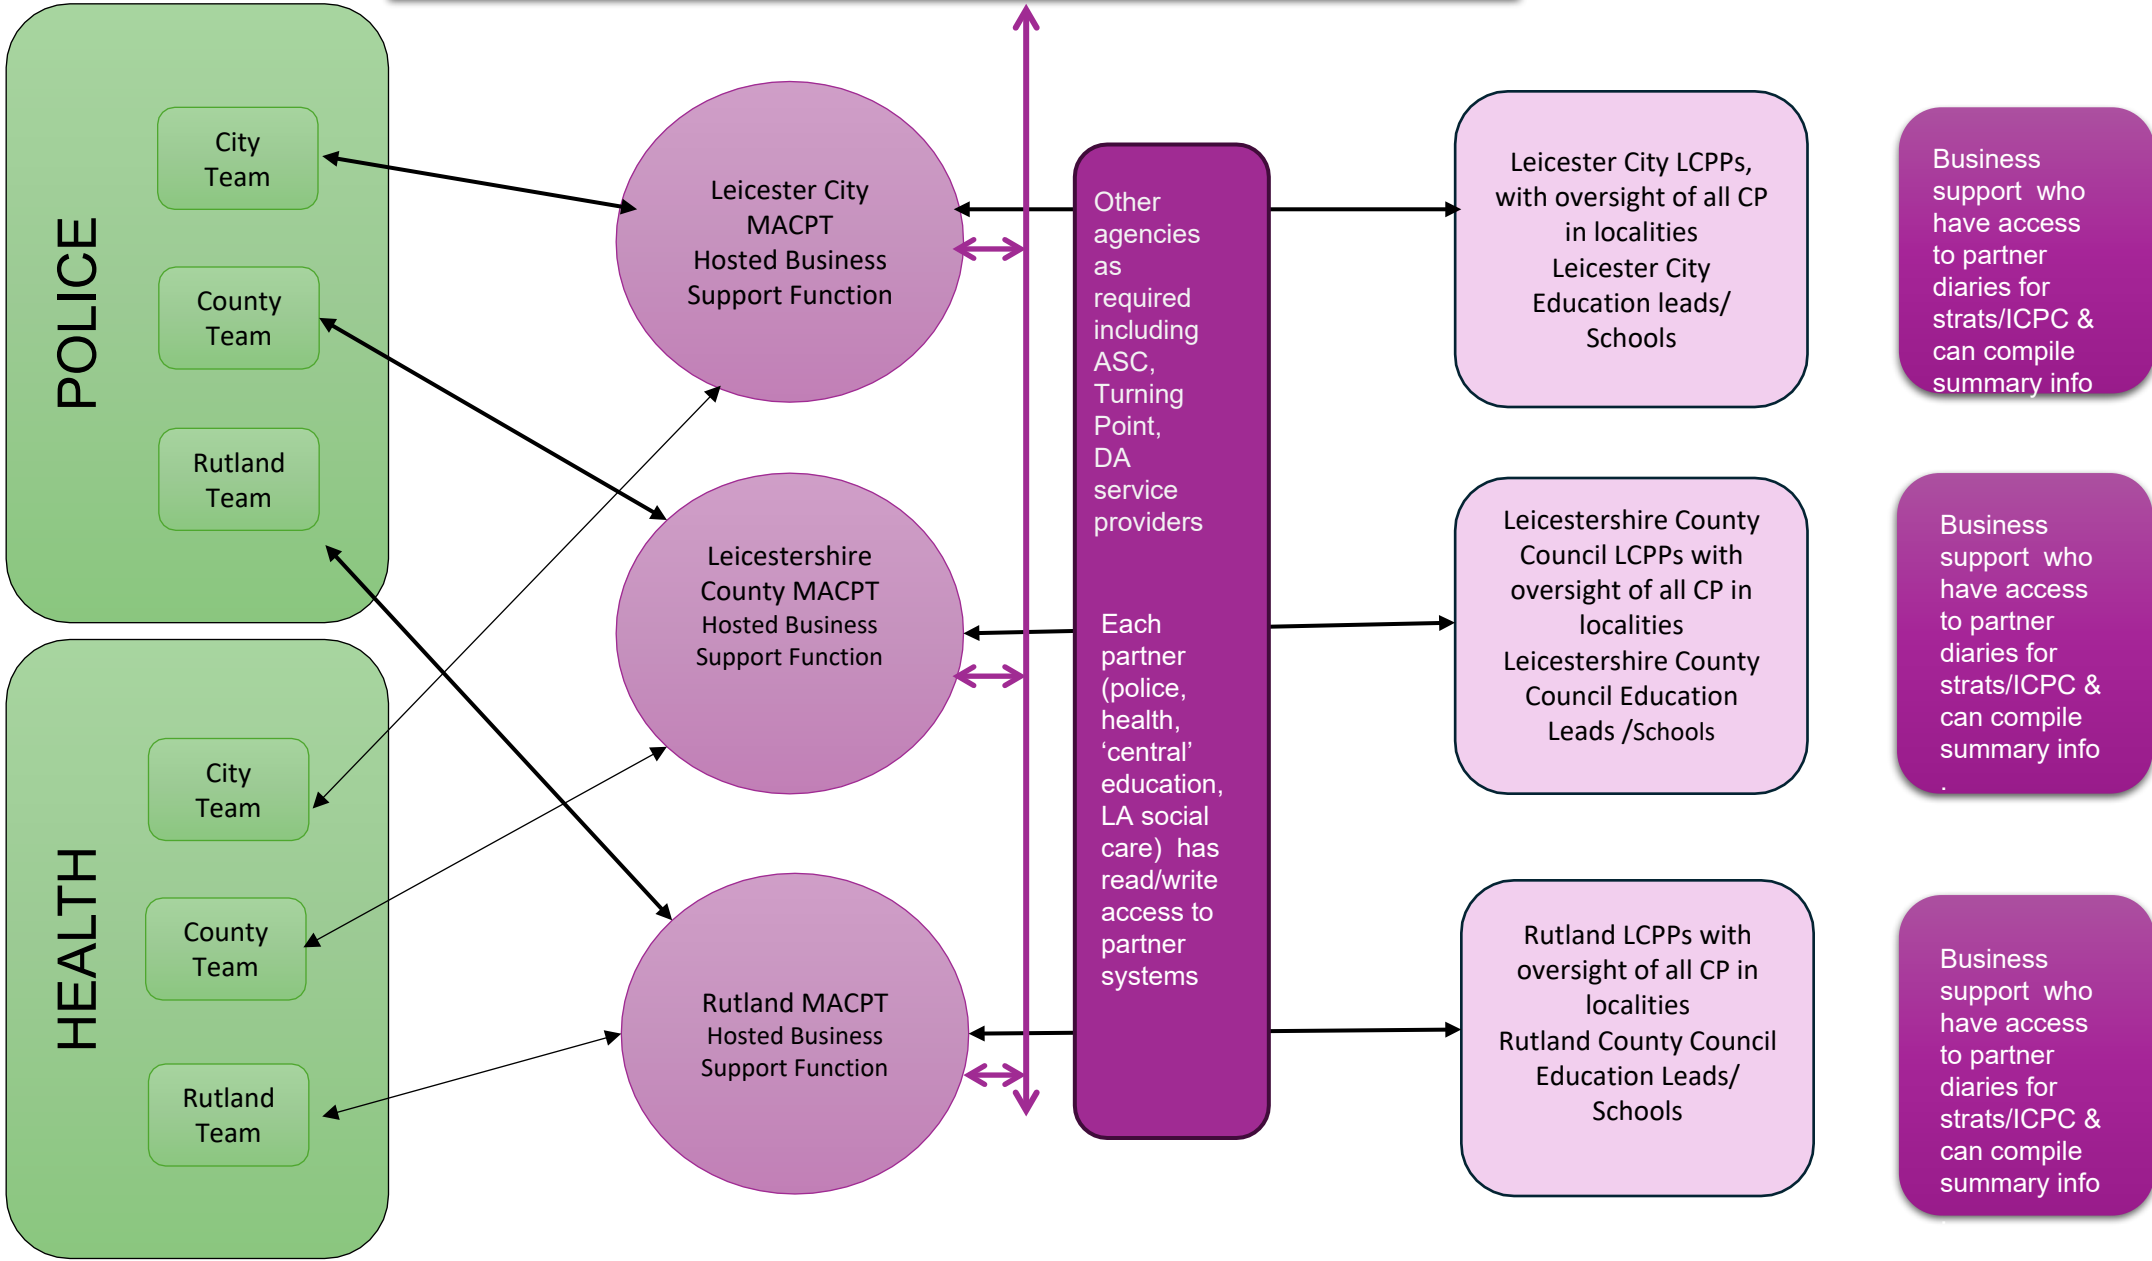 POLICE
City
Team
County
Team
Rutland
Team
HEALTH
City
Team
County
Team
Rutland
Team
Leicester City
MACPT
Hosted Business
Support Function
Leicestershire
County MACPT
Hosted Business
Support Function
Rutland MACPT
Hosted Business
Support Function
Other
agencies
as
required
including
ASC,
Turning
Point,
DA
service
providers
Each
partner
(police,
health,
‘central’
education,
LA social
care)  has
read/write
access to
partner
systems
Leicester City LCPPs,
with oversight of all CP
in localities
Leicester City
Education leads/
Schools
Leicestershire County
Council LCPPs with
oversight of all CP in
localities
Leicestershire County
Council Education
Leads /Schools
Rutland LCPPs with
oversight of all CP in
localities
Rutland County Council
Education Leads/
Schools
Business
support  who
have access
to partner
diaries for
strats/ICPC &
can compile
summary info
Business
support  who
have access
to partner
diaries for
strats/ICPC &
can compile
summary info
.
Business
support  who
have access
to partner
diaries for
strats/ICPC &
can compile
summary info
.